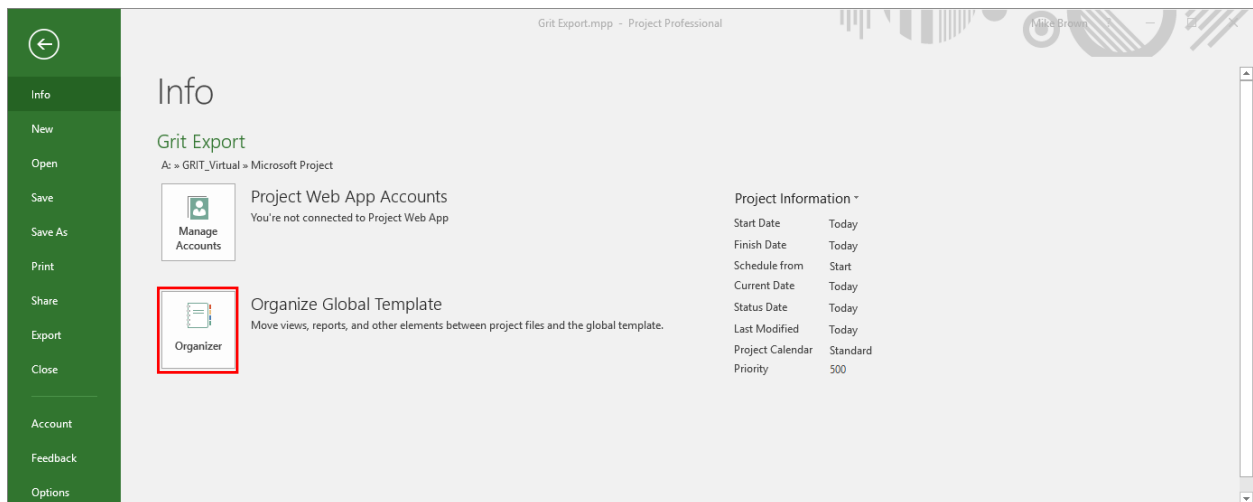 Grit Export.mpp - Project Professional
Mike Brown ? 
Info
New
Open
Save
Save As
Print
Share
Export
Close
Account
Feedback
Options
Info
Grit Export
A: » GRIT_Virtual » Microsoft Project
Manage
Accounts
Project Web App Accounts
You're not connected to Project Web App
Organizer
Organize Global Template
Move views, reports, and other elements between project files and the global template.
Project Information
Start Date Today
Finish Date Today
Schedule from Start
Current Date Today
Status Date Today
Last Modified Today
Project Calendar Standard
Priority 500